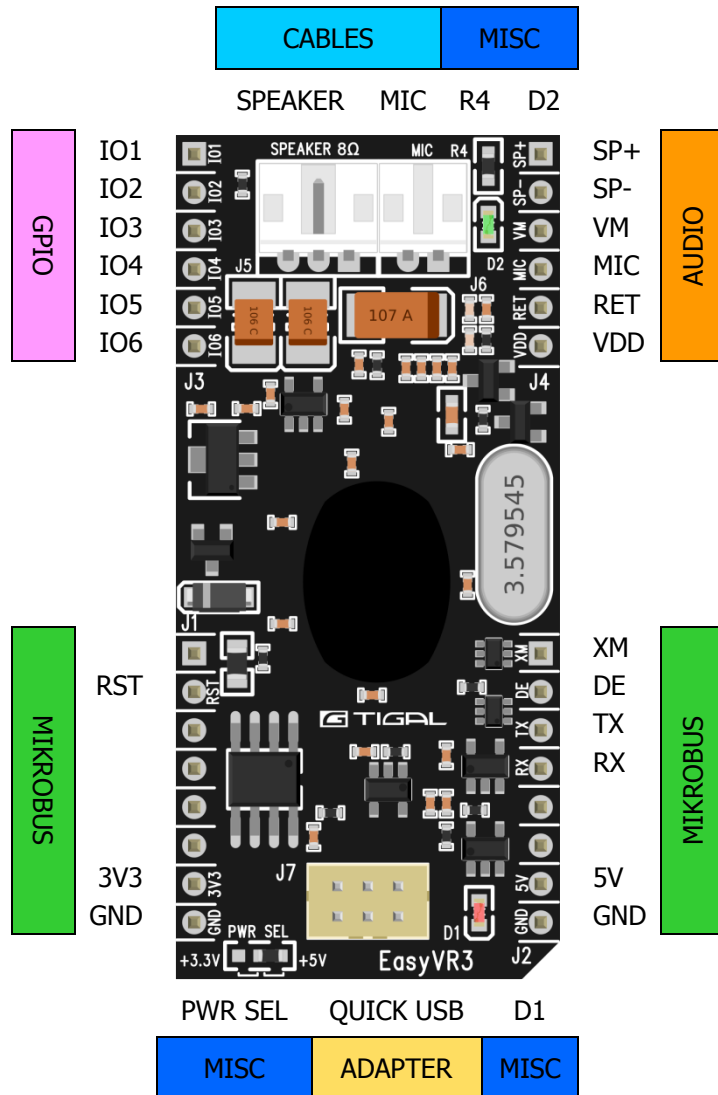 CABLES MISC
SPEAKER MIC R4 D2
GPIO
IO1
IO2
IO3
IO4
IO5
IO6
SPEAKER 8Ω MIC R4
IO1
IO2
IO3
IO4
IO5
IO6
J5
106 C
106 C
107 A
D2
J6
SP+
SP-
VM
MIC
RET
VDD
J3
J4
SP+
SP-
VM
MIC
RET
VDD
AUDIO
3.579545
J1
MIKROBUS
RST
3V3
GND
RST
3V3
GND
TIGAL
J7
PWR SEL
+3.3V +5V
D1
EasyVR3
J2
XM
DE
TX
RX
5V
GND
XM
DE
TX
RX
5V
GND
MIKROBUS
PWR SEL QUICK USB D1
MISC ADAPTER MISC